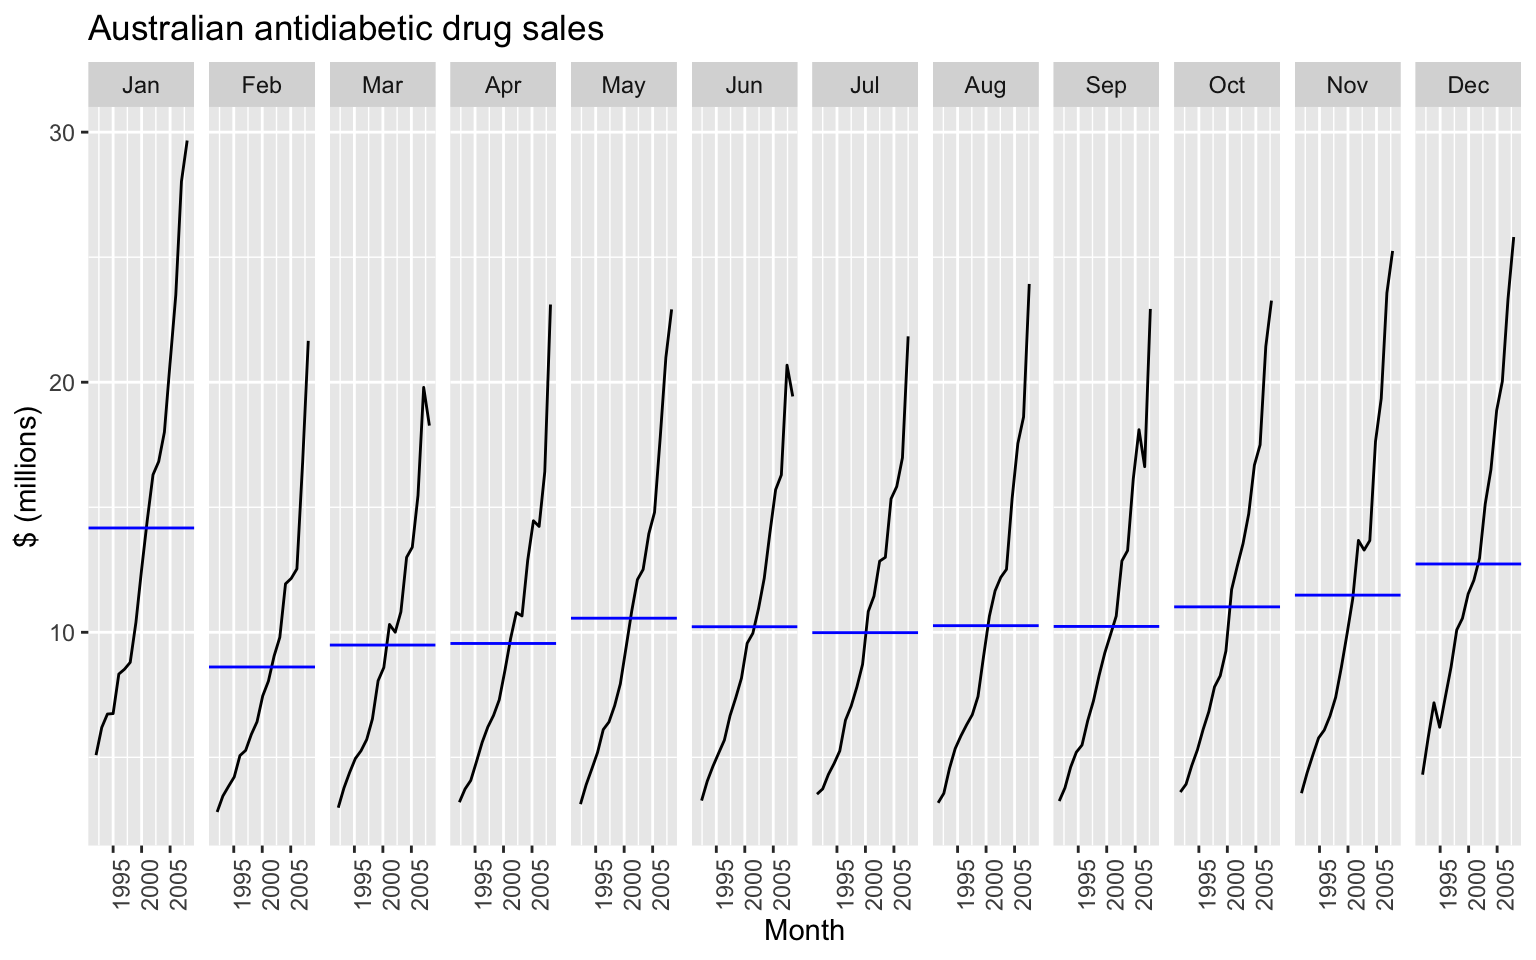 Australian antidiabetic drug sales
Jan Feb Mar Apr May Jun Jul Aug Sep Oct Nov Dec
30
20
10
$ (millions)
1995 2000 2005 1995 2000 2005 1995 2000 2005 1995 2000 2005 1995 2000 2005 1995 2000 2005 1995 2000 2005 1995 2000 2005 1995 2000 2005 1995 2000 2005 1995 2000 2005 1995 2000 2005
Month